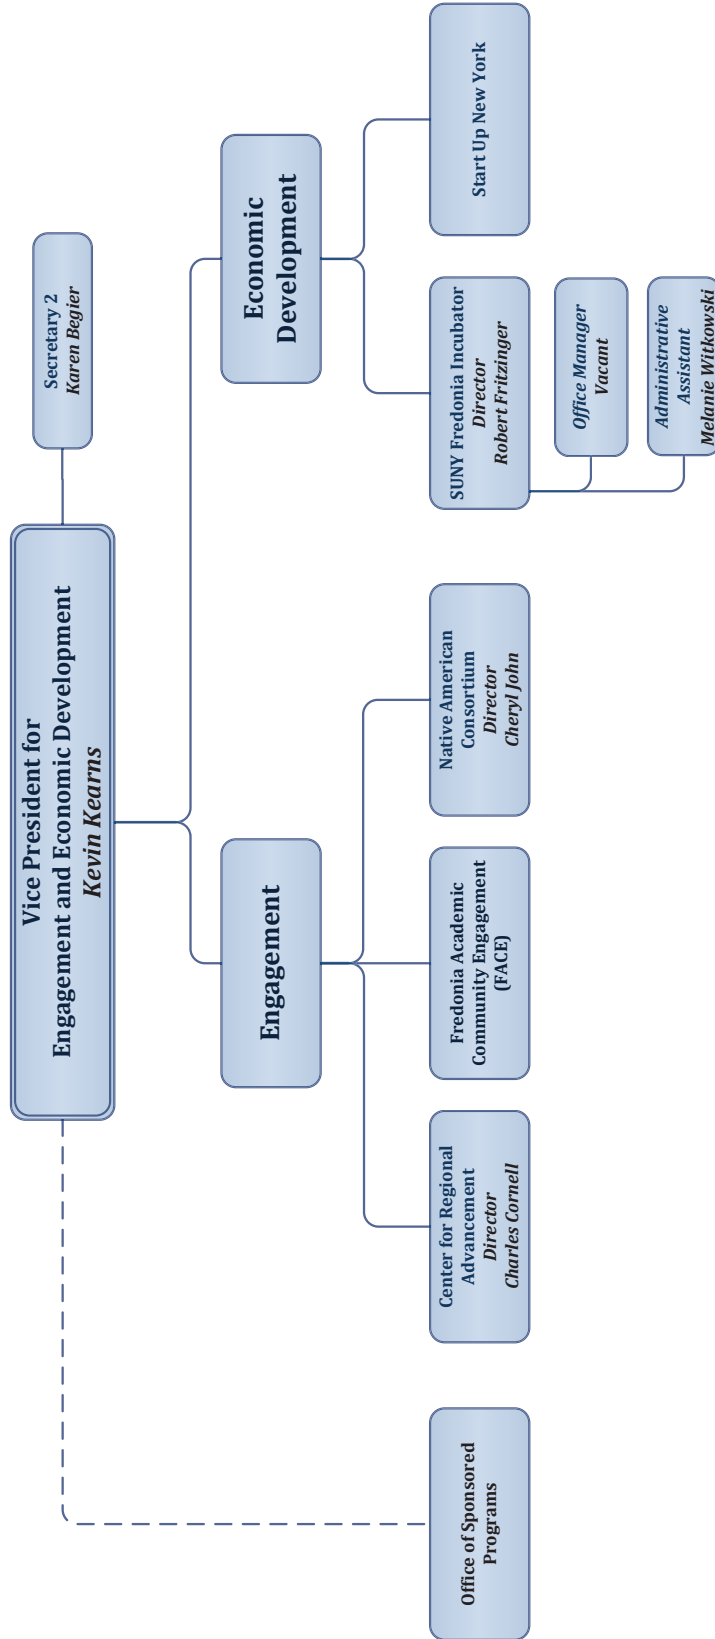 Vice President for
Engagement and Economic Development
Kevin Kearns
Secretary 2
Karen Begier
Engagement
Economic
Development
Office of Sponsored
Programs
Center for Regional
Advancement
Director
Charles Cornell
Fredonia Academic
Community Engagement
(FACE)
Native American
Consortium
Director
Cheryl John
SUNY Fredonia Incubator
Director
Robert Fritzinger
Start Up New York
Office Manager
Vacant
Administrative
Assistant
Melanie Witkowski